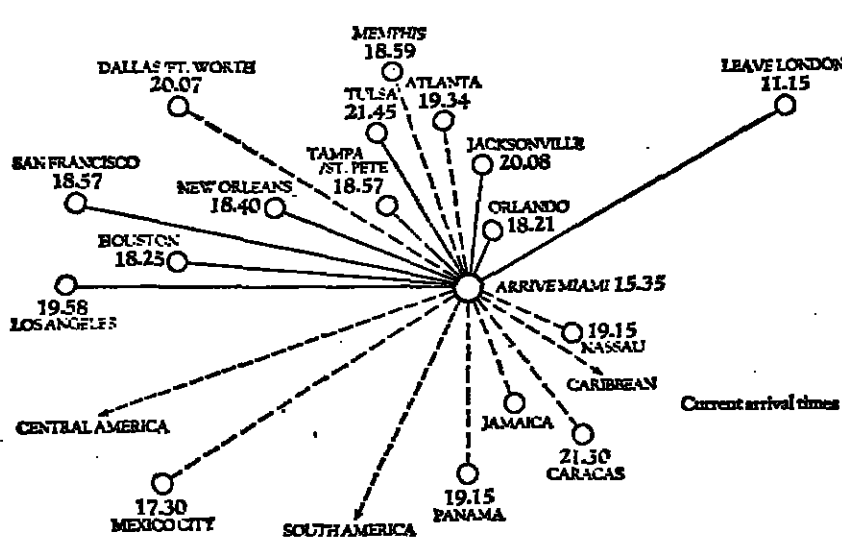 MEMPHIS
18.59
DALLAS/FT. WORTH
20.07
LEAVE LONDON
11.15
ATLANTA
19.34
TULSA
21.45
JACKSONVILLE
20.08
TAMPA
/ST. PETE
18.57
SAN FRANCISCO
18.57
NEW ORLEANS
18.40
ORLANDO
18.21
HOUSTON
18.25
ARRIVE MIAMI 15.35
19.58
LOS ANGELES
19.15
NASSAU
CARIBBEAN
Current arrival times
CENTRAL AMERICA
JAMAICA
21.30
CARACAS
17.30
MEXICO CITY
19.15
PANAMA
SOUTH AMERICA